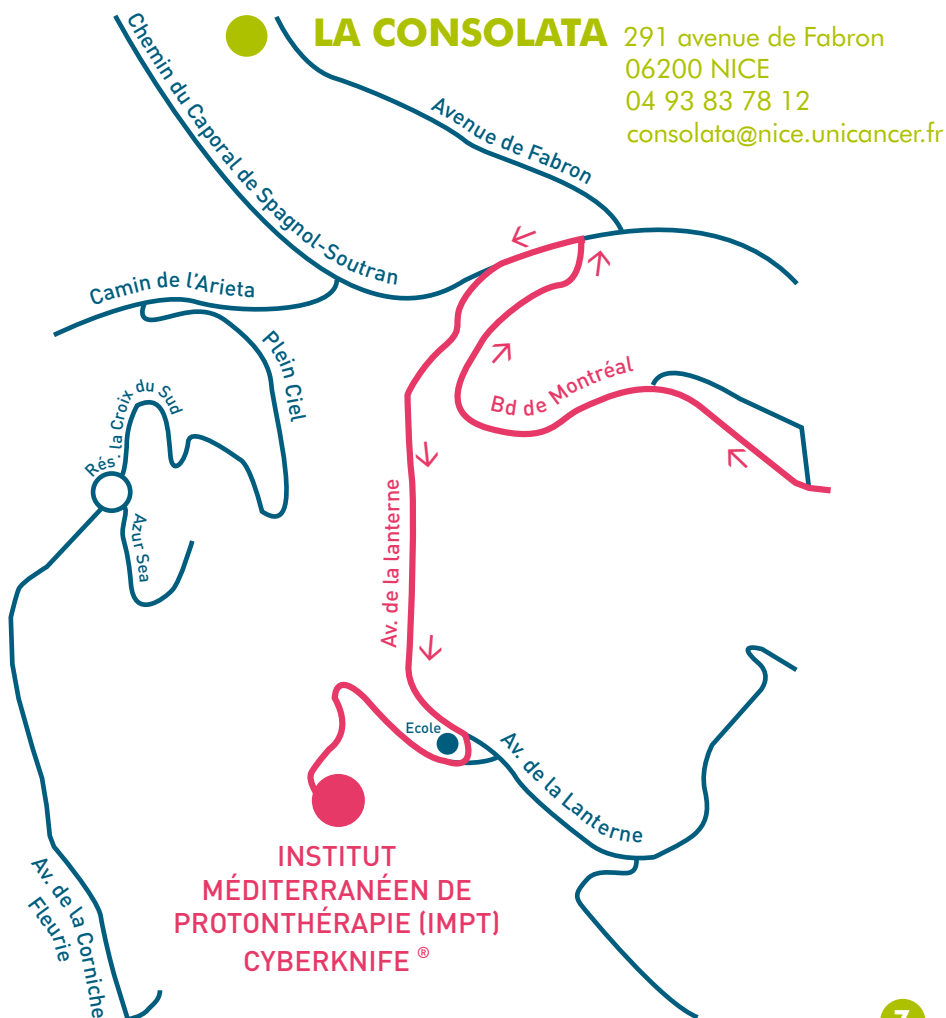 LA CONSOLATA
291 avenue de Fabron
06200 NICE
04 93 83 78 12
consolata@nice.unicancer.fr
Chemin du Caporal de Spagnol-Soutran
Avenue de Fabron
Camin de l'Arieta
Plein Ciel
Bd de Montréal
Rés. la Croix du Sud
Azur Sea
Av. de la lanterne
Ecole
Av. de la Lanterne
INSTITUT
MÉDITERRANÉEN DE
PROTONTHÉRAPIE (IMPT)
CYBERKNIFE ®
Av. de la Corniche
Fleurie
7